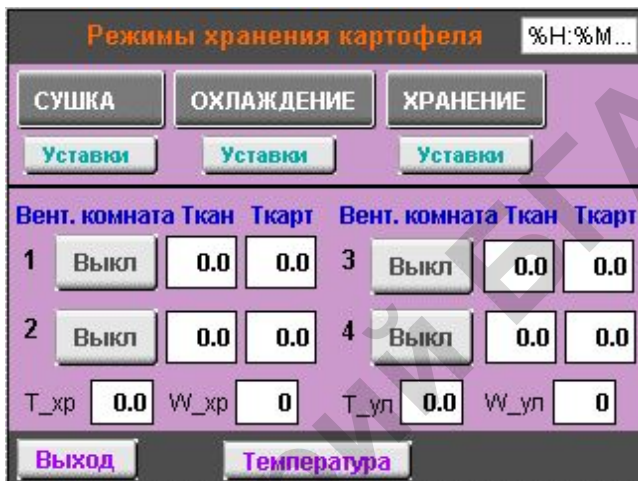 Режимы хранения картофеля %H:%M...
СУШКА ОХЛАЖДЕНИЕ ХРАНЕНИЕ
Уставки Уставки Уставки
Вент. комната Ткан Ткарт Вент. комната Ткан Ткарт
1 Выкл 0.0 0.0 3 Выкл 0.0 0.0
2 Выкл 0.0 0.0 4 Выкл 0.0 0.0
T_хр 0.0 W_хр 0 T_ул 0.0 W_ул 0
Выход Температура